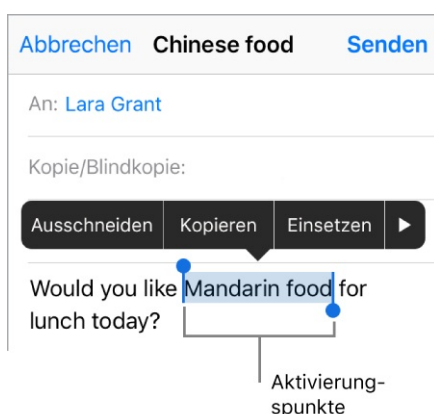 Abbrechen Chinese food Senden
An: Lara Grant
Kopie/Blindkopie:
Ausschneiden Kopieren Einsetzen
Would you like Mandarin food for
lunch today?
Aktivierung-
spunkte